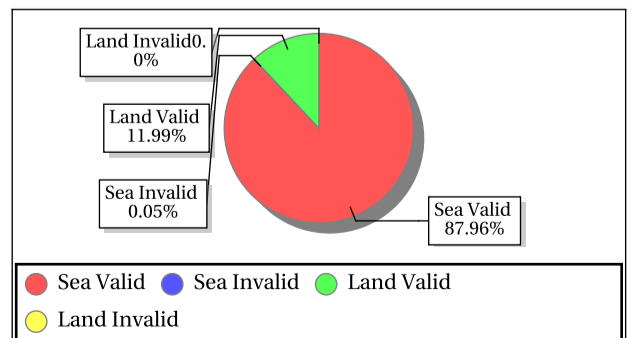 Land Invalid0.
0%
Land Valid
11.99%
Sea Invalid
0.05%
Sea Valid
87.96%
Sea Valid Sea Invalid Land Valid
Land Invalid